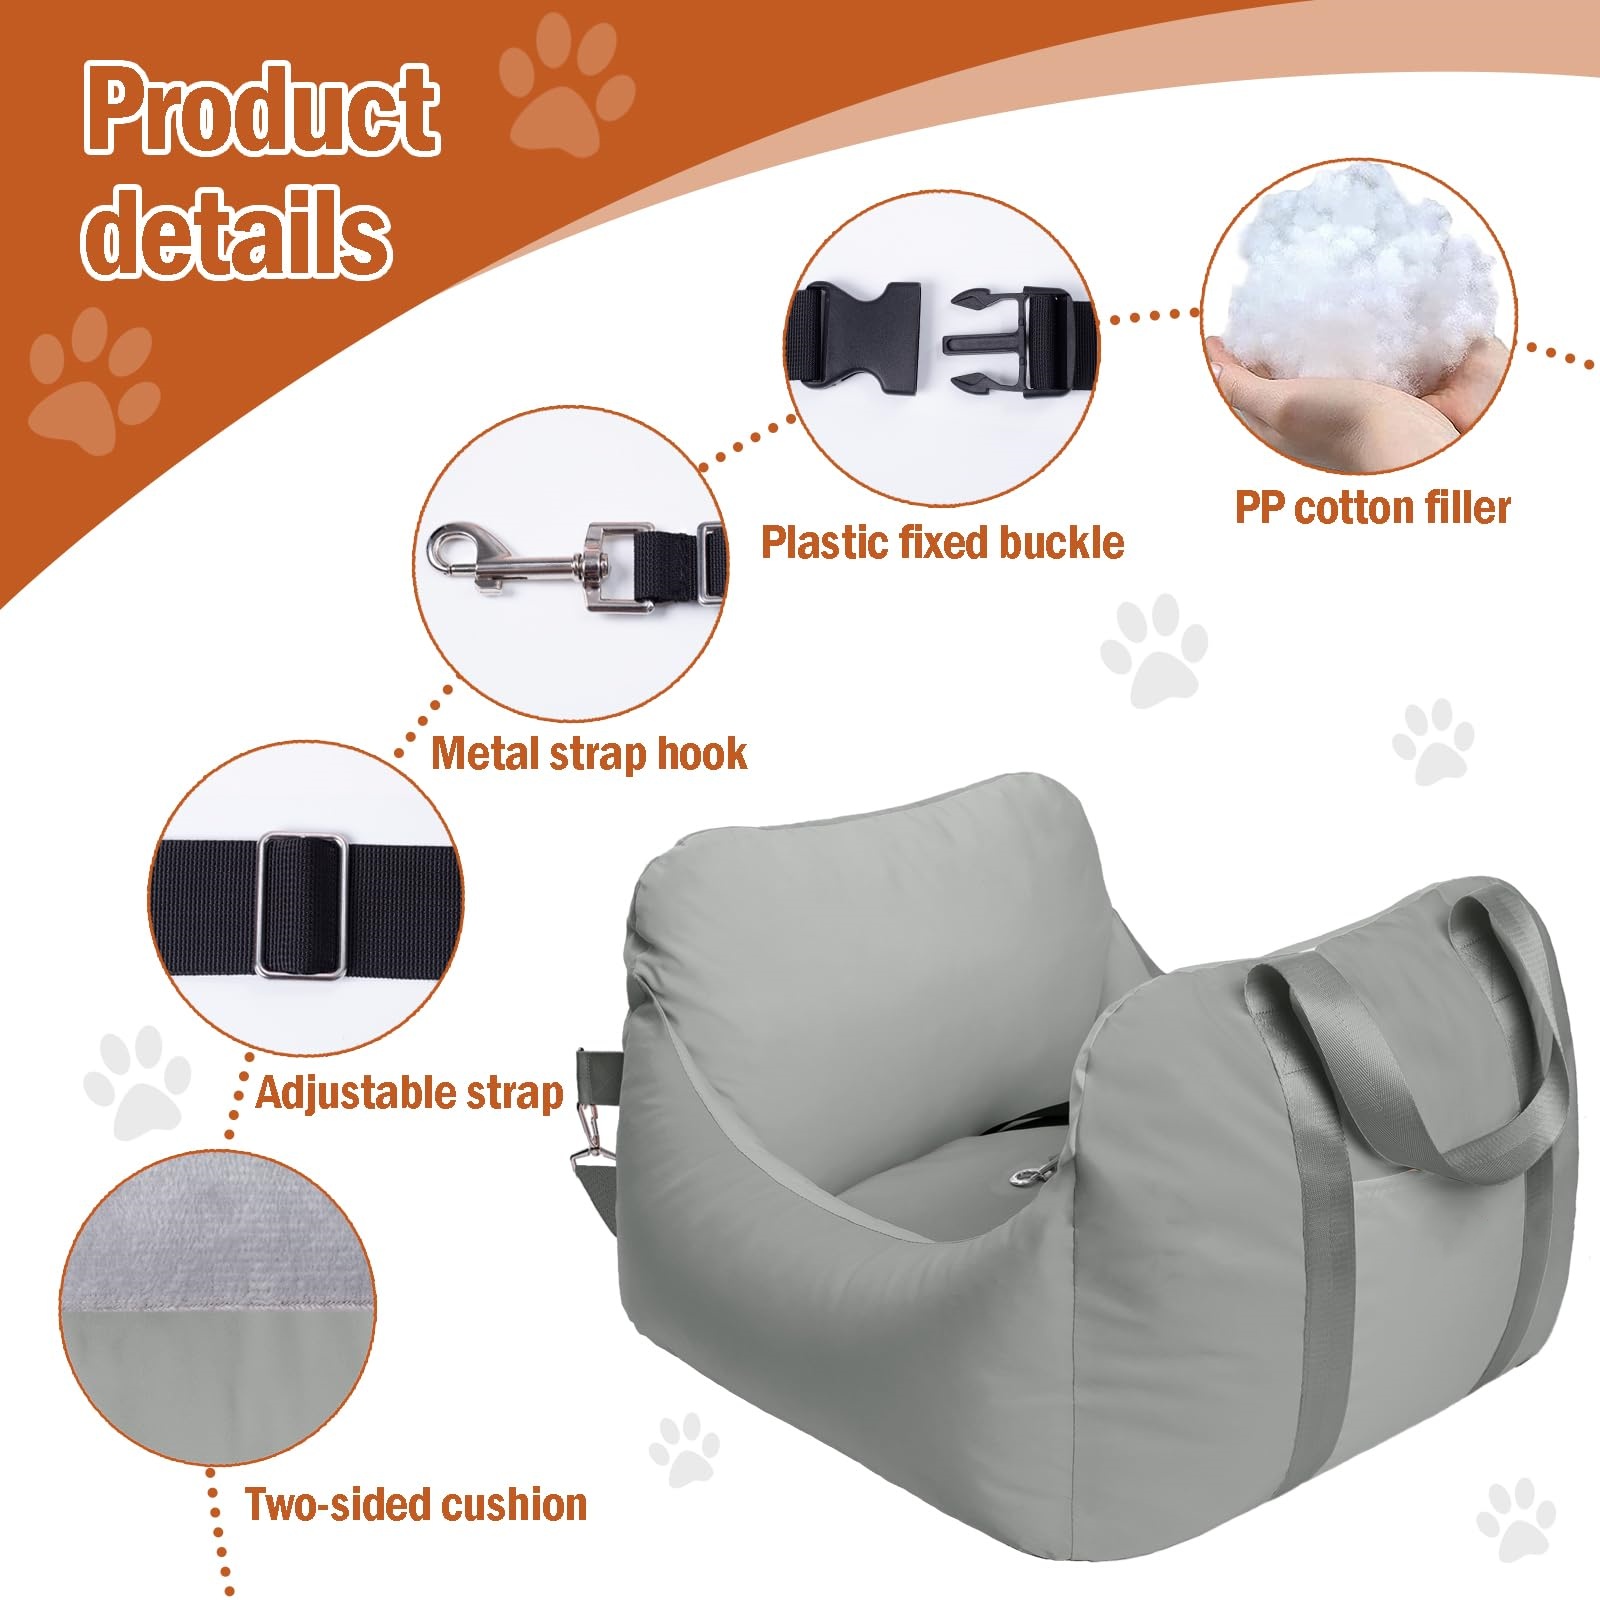 Product
details
PP cotton filler
Plastic fixed buckle
Metal strap hook
Adjustable strap
Two-sided cushion